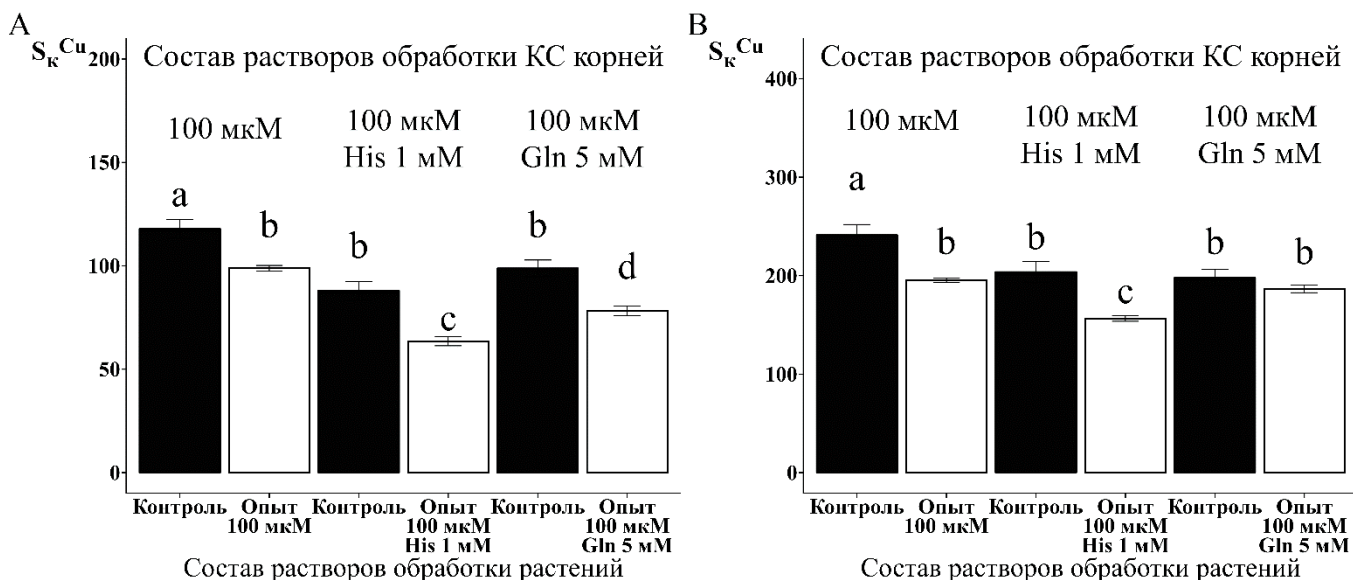 A
S_к^Cu
Состав растворов обработки КС корней
200
150
100
50
0
100 мкМ
100 мкМ
His 1 мМ
100 мкМ
Gln 5 мМ
a
b
b
c
b
d
Контроль
Опыт
100 мкМ
Контроль
Опыт
100 мкМ
His 1 мМ
Контроль
Опыт
100 мкМ
Gln 5 мМ
Состав растворов обработки растений
B
S_к^Cu
Состав растворов обработки КС корней
400
300
200
100
0
100 мкМ
100 мкМ
His 1 мМ
100 мкМ
Gln 5 мМ
a
b
b
c
b
b
Контроль
Опыт
100 мкМ
Контроль
Опыт
100 мкМ
His 1 мМ
Контроль
Опыт
100 мкМ
Gln 5 мМ
Состав растворов обработки растений